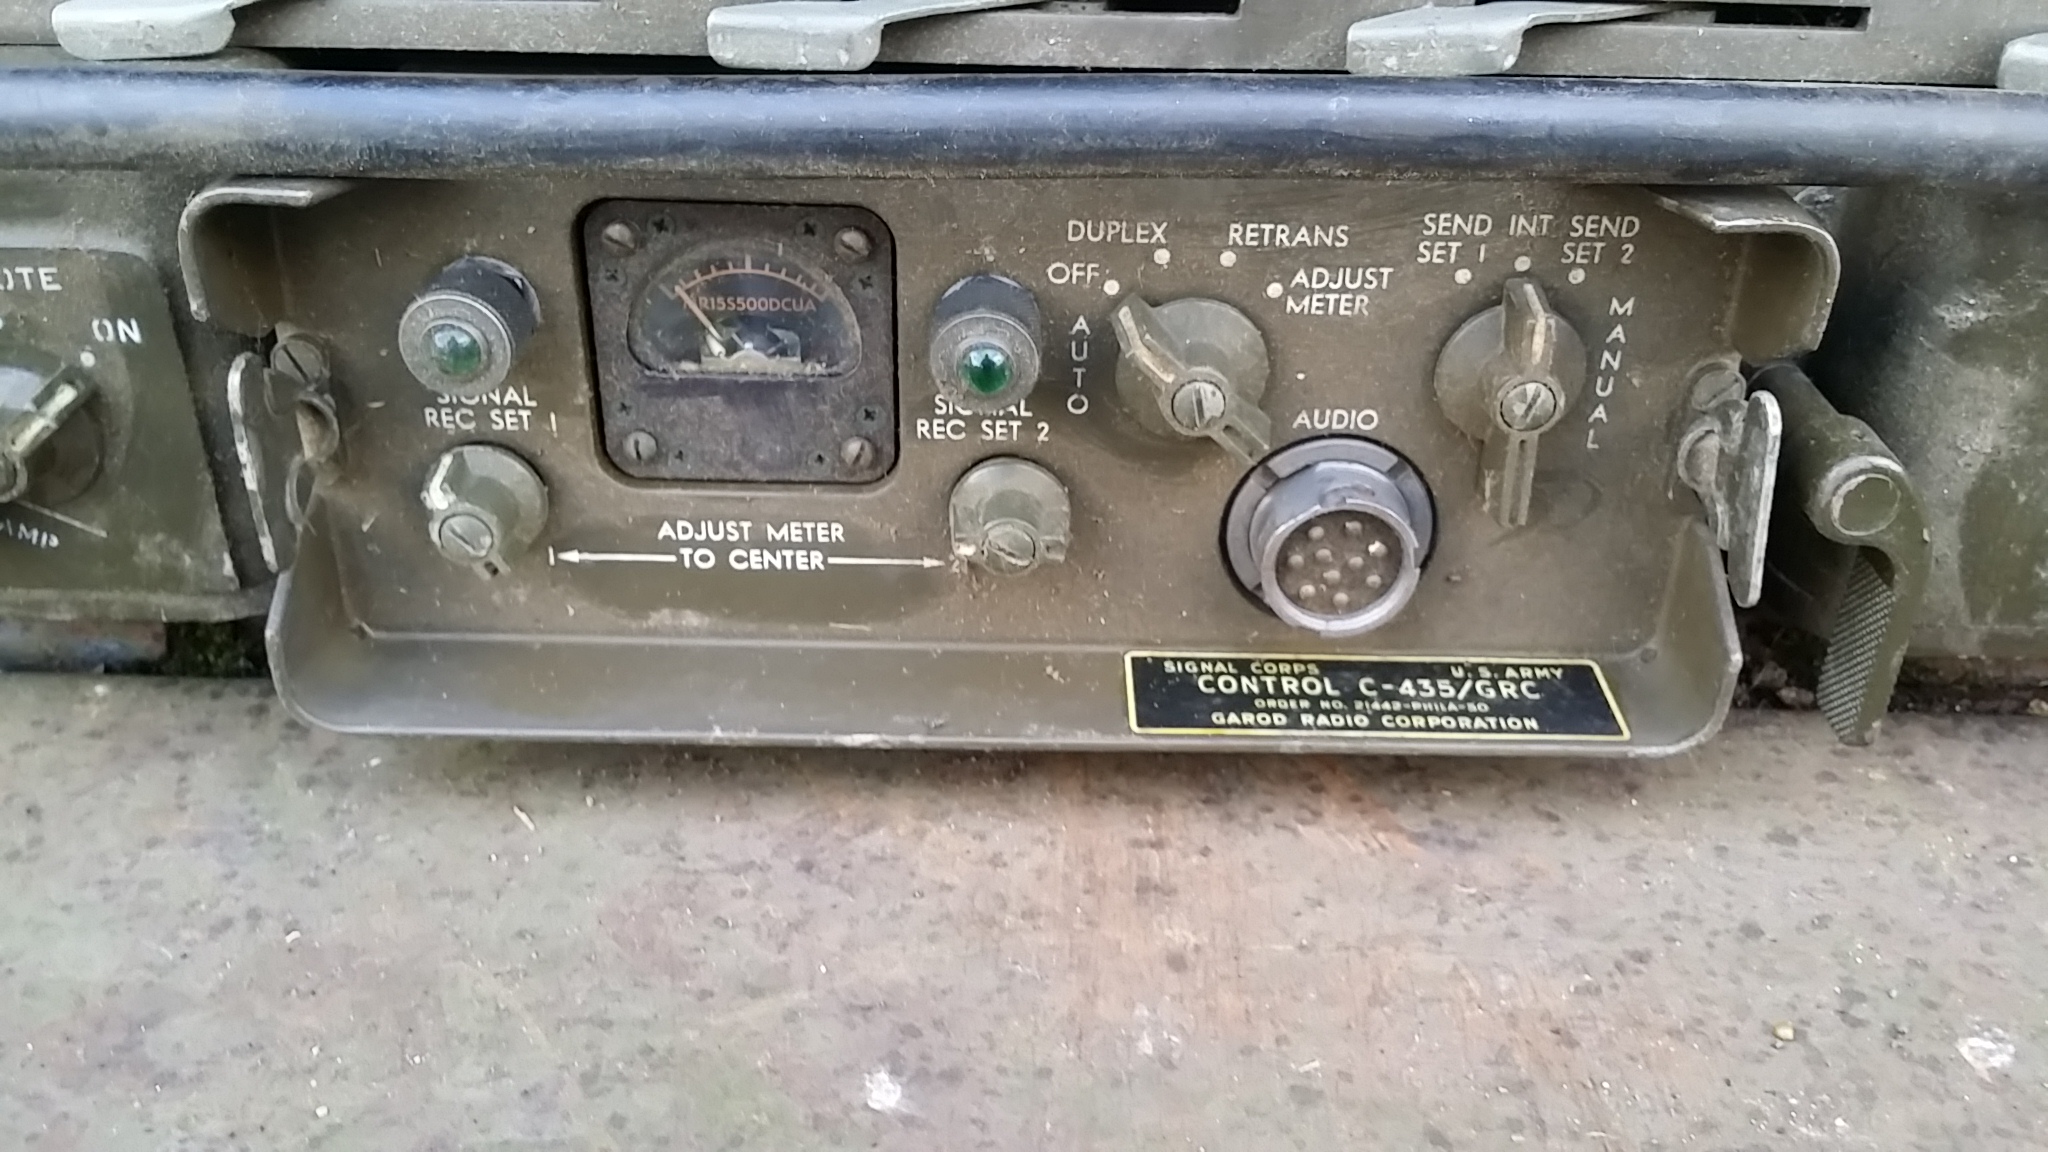 ON
SIGNAL
REC SET 1
R15S500DCUA
SIGNAL
REC SET 2
ADJUST METER
1 TO CENTER
DUPLEX
RETRANS
OFF
ADJUST
METER
AUTO
AUDIO
SEND INT SEND
SET 1 SET 2
MANUAL
SIGNAL CORPS U.S. ARMY
CONTROL C-435/GRC
ORDER NO. 21442-PHILA-50
GAROD RADIO CORPORATION